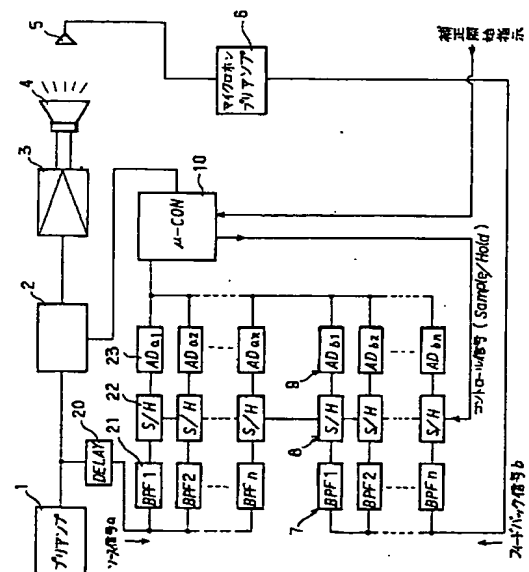 5
4
3
6
マイクロホン
プリアンプ
補正開始指示
2
10
μ-CON
1
プリアンプ
20
DELAY
ソース信号a
21
22
23
BPF1
S/H
ADa1
BPF2
S/H
ADa2
BPFn
S/H
ADan
7
8
9
BPF1
S/H
ADb1
BPF2
S/H
ADb2
BPFn
S/H
ADbn
コントロール信号 (Sample/Hold)
フィードバック信号b